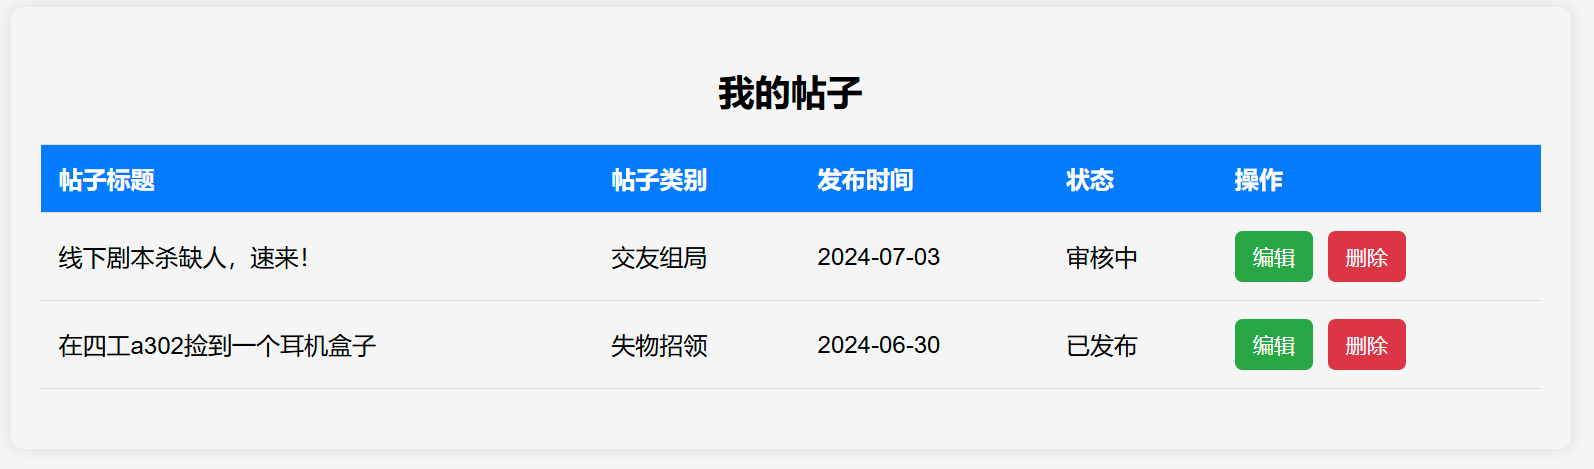 我的帖子
帖子标题 帖子类别 发布时间 状态 操作
线下剧本杀缺人，速来！ 交友组局 2024-07-03 审核中 编辑 删除
在四工a302捡到一个耳机盒子 失物招领 2024-06-30 已发布 编辑 删除